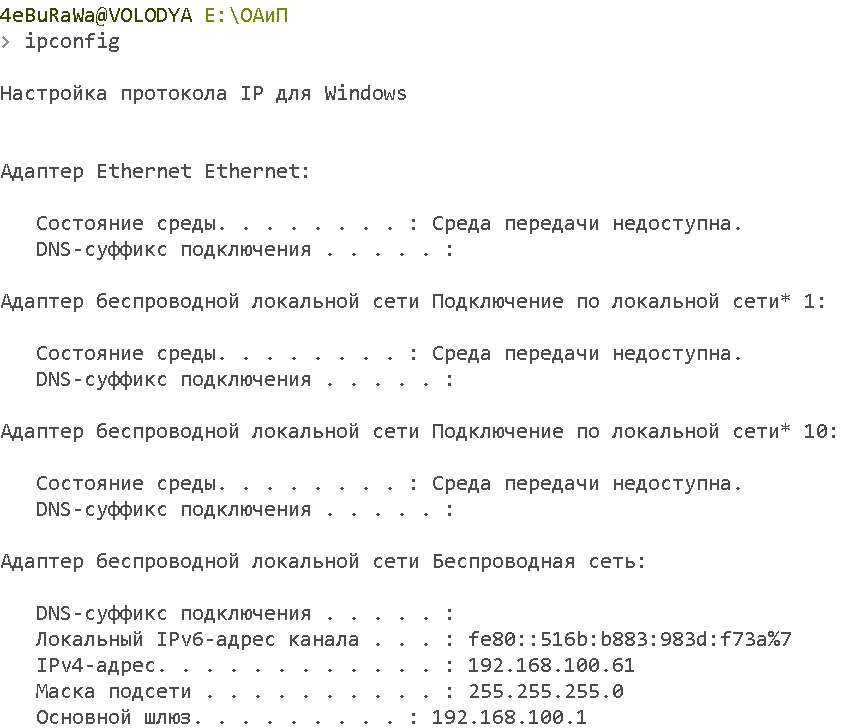 4eBuRaWa@VOLODYA E:\ОАиП
› ipconfig
Настройка протокола IP для Windows
Адаптер Ethernet Ethernet:
Состояние среды. . . . . . . . : Среда передачи недоступна.
DNS-суффикс подключения . . . . . :
Адаптер беспроводной локальной сети Подключение по локальной сети* 1:
Состояние среды. . . . . . . . : Среда передачи недоступна.
DNS-суффикс подключения . . . . . :
Адаптер беспроводной локальной сети Подключение по локальной сети* 10:
Состояние среды. . . . . . . . : Среда передачи недоступна.
DNS-суффикс подключения . . . . . :
Адаптер беспроводной локальной сети Беспроводная сеть:
DNS-суффикс подключения . . . . . :
Локальный IPv6-адрес канала . . . : fe80::516b:b883:983d:f73a%7
IPv4-адрес. . . . . . . . . . . . : 192.168.100.61
Маска подсети . . . . . . . . . . : 255.255.255.0
Основной шлюз. . . . . . . . . : 192.168.100.1